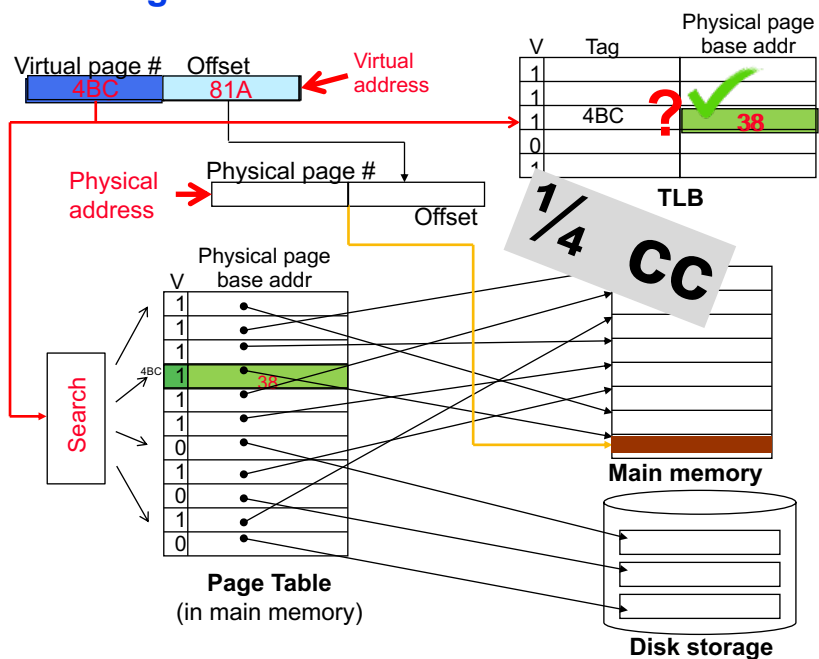 Physical page
V Tag base addr
Virtual page # Offset
4BC 81A
Virtual
address
1
1
1 4BC ? 38
0
1
TLB
Physical page #
Physical
address
Offset
¼ cc
Physical page
V base addr
1
1
1
4BC 1 38
1
1
0
1
0
1
0
Search
Main memory
Page Table
(in main memory)
Disk storage